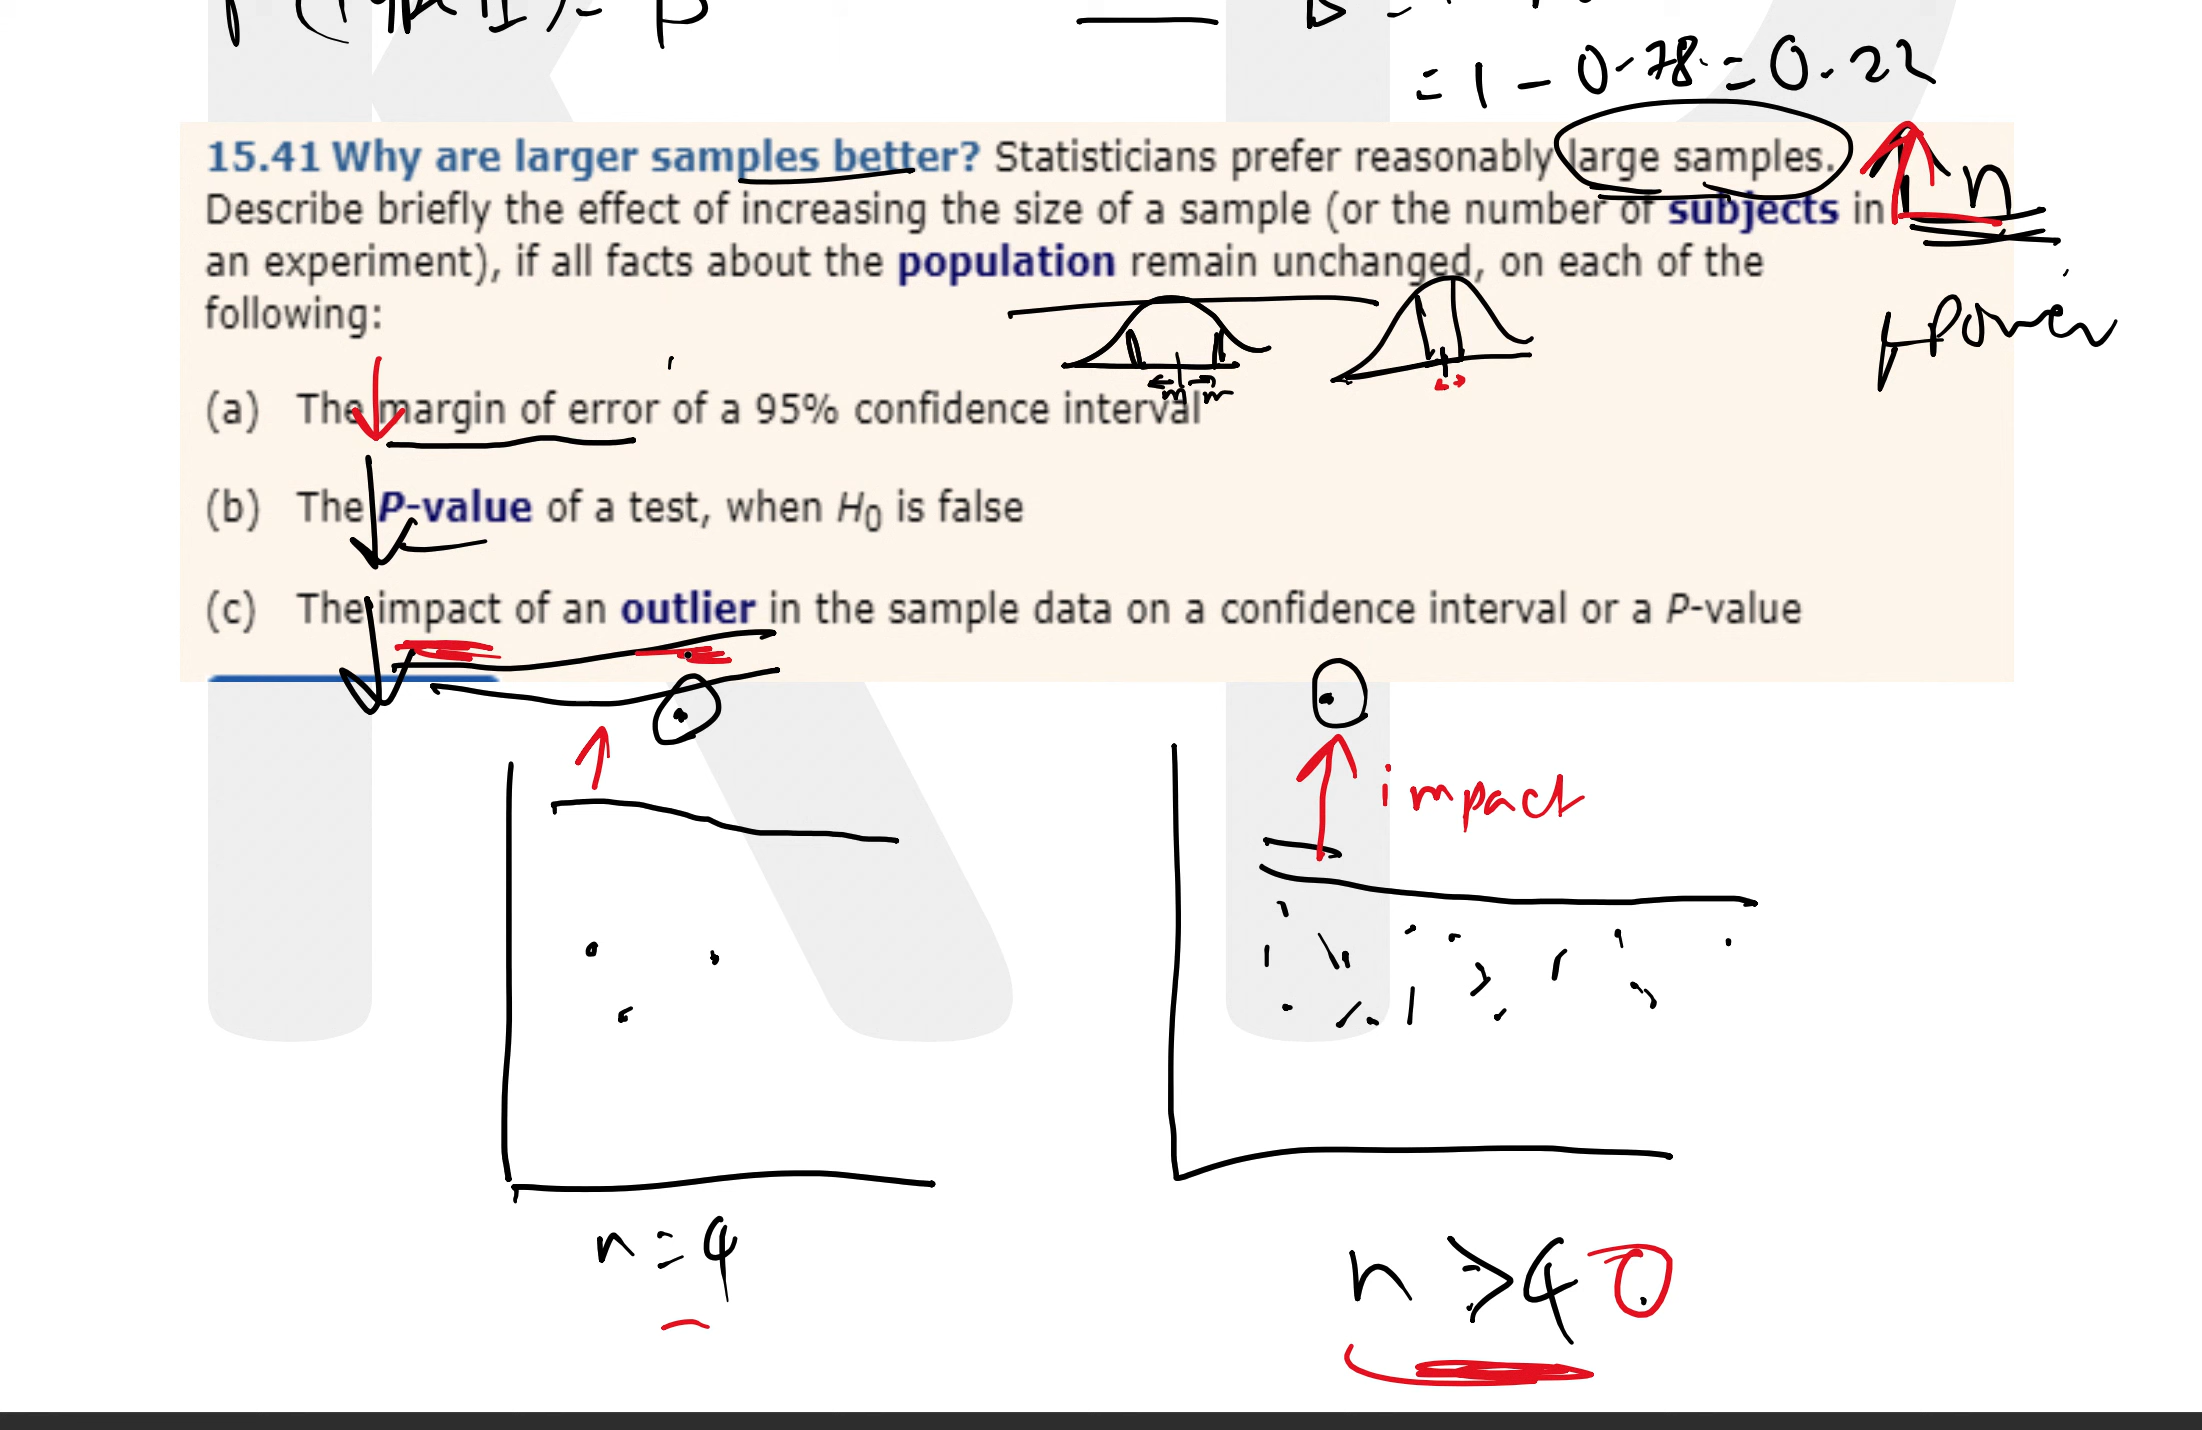 P(Type II) = β
= 1 - 0.78 = 0.22
15.41 Why are larger samples better? Statisticians prefer reasonably large samples.
Describe briefly the effect of increasing the size of a sample (or the number of subjects in
an experiment), if all facts about the population remain unchanged, on each of the
following:
n
power
(a) The margin of error of a 95% confidence interval
m m
(b) The P-value of a test, when H0 is false
(c) The impact of an outlier in the sample data on a confidence interval or a P-value
impact
n = 4
n > 40